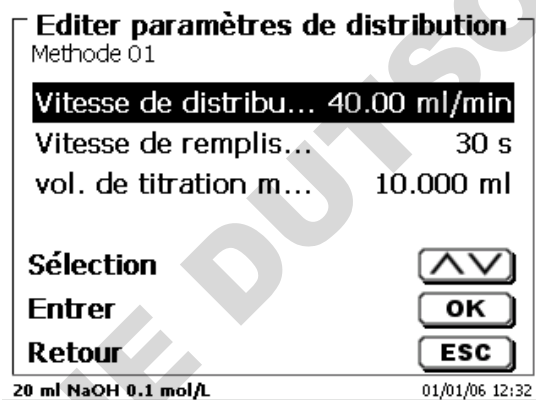 Editer paramètres de distribution
Methode 01
Vitesse de distribu... 40.00 ml/min
Vitesse de remplis... 30 s
vol. de titration m... 10.000 ml
Sélection
Entrer OK
Retour ESC
20 ml NaOH 0.1 mol/L 01/01/06 12:32